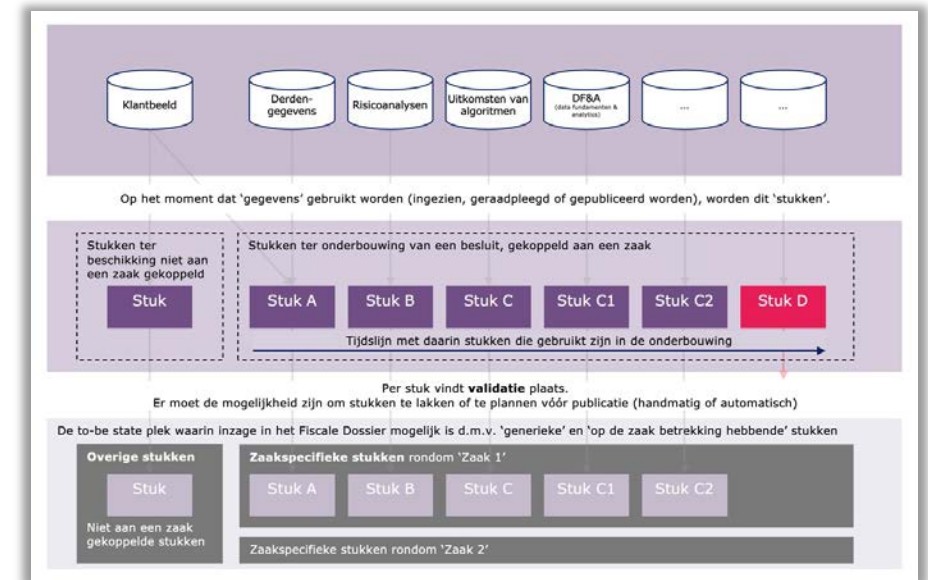 Klantbeeld
Derden-
gegevens
Risicoanalysen
Uitkomsten van
algoritmen
DF&A
(data fundamenten &
analytics)
...
...
Op het moment dat ‘gegevens’ gebruikt worden (ingezien, geraadpleegd of gepubliceerd worden), worden dit ‘stukken’.
Stukken ter
beschikking niet aan
een zaak gekoppeld
Stuk
Stukken ter onderbouwing van een besluit, gekoppeld aan een zaak
Stuk A
Stuk B
Stuk C
Stuk C1
Stuk C2
Stuk D
Tijdslijn met daarin stukken die gebruikt zijn in de onderbouwing
Per stuk vindt validatie plaats.
Er moet de mogelijkheid zijn om stukken te lakken of te plannen vóór publicatie (handmatig of automatisch)
De to-be state plek waarin inzage in het Fiscale Dossier mogelijk is d.m.v. ‘generieke’ en ‘op de zaak betrekking hebbende’ stukken
Overige stukken
Stuk
Niet aan een zaak
gekoppelde stukken
Zaakspecifieke stukken rondom ‘Zaak 1’
Stuk A
Stuk B
Stuk C
Stuk C1
Stuk C2
Zaakspecifieke stukken rondom ‘Zaak 2’